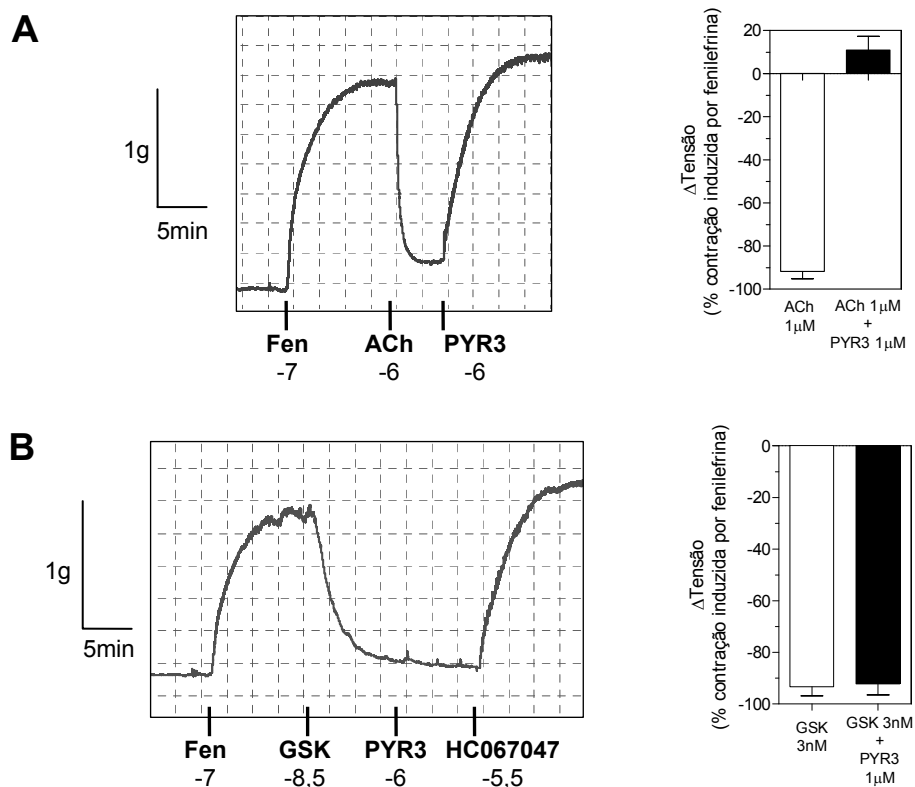 A
1g
5min
Fen
-7
ACh
-6
PYR3
-6
ΔTensão
(% contração induzida por fenilefrina)
20
0
-20
-40
-60
-80
-100
ACh
1μM
ACh 1μM
+
PYR3 1μM
B
1g
5min
Fen
-7
GSK
-8,5
PYR3
-6
HC067047
-5,5
ΔTensão
(% contração induzida por fenilefrina)
0
-20
-40
-60
-80
-100
GSK
3nM
GSK 3nM
+
PYR3
1μM